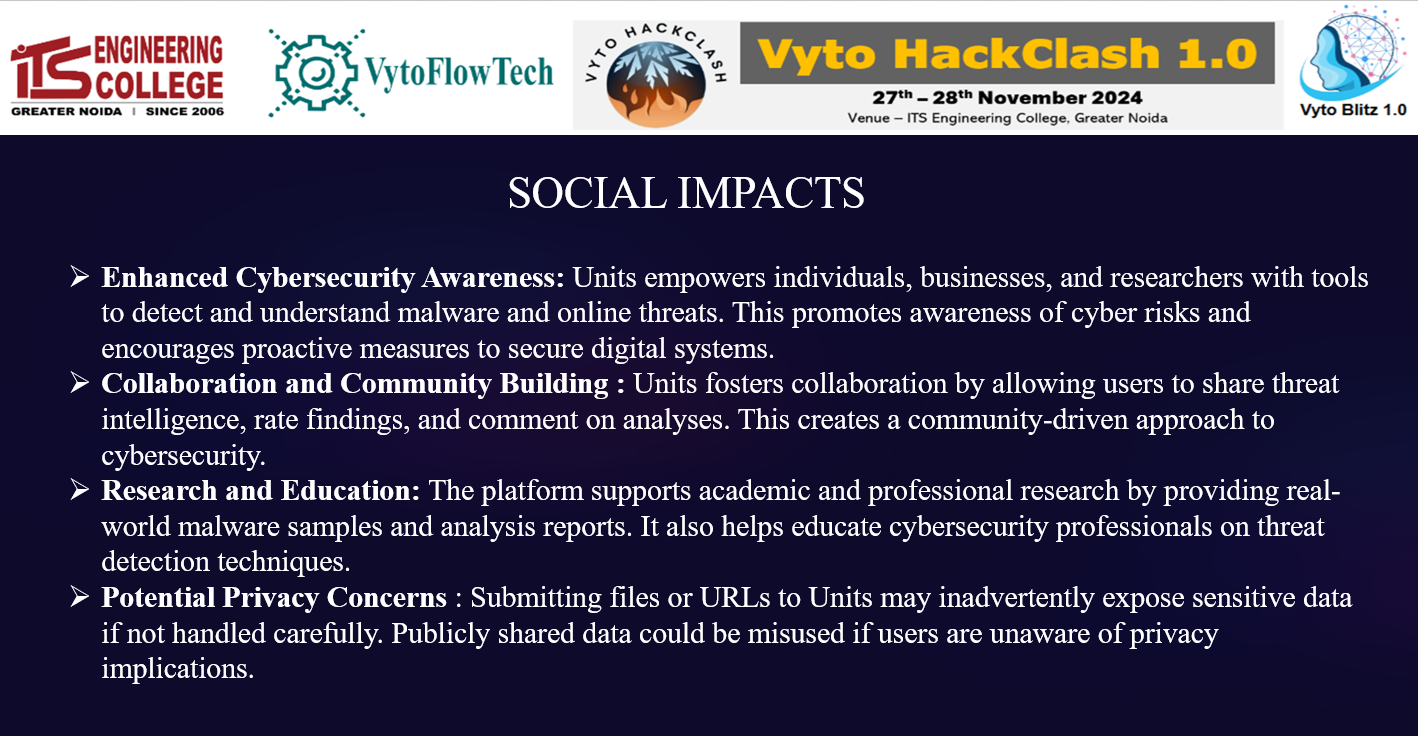 iTS ENGINEERING
COLLEGE
GREATER NOIDA | SINCE 2006
VytoFlowTech
VYTO HACKCLASH
Vyto HackClash 1.0
27th – 28th November 2024
Venue – ITS Engineering College, Greater Noida
Vyto Blitz 1.0
SOCIAL IMPACTS
➢ Enhanced Cybersecurity Awareness: Units empowers individuals, businesses, and researchers with tools
to detect and understand malware and online threats. This promotes awareness of cyber risks and
encourages proactive measures to secure digital systems.
➢ Collaboration and Community Building : Units fosters collaboration by allowing users to share threat
intelligence, rate findings, and comment on analyses. This creates a community-driven approach to
cybersecurity.
➢ Research and Education: The platform supports academic and professional research by providing real-
world malware samples and analysis reports. It also helps educate cybersecurity professionals on threat
detection techniques.
➢ Potential Privacy Concerns : Submitting files or URLs to Units may inadvertently expose sensitive data
if not handled carefully. Publicly shared data could be misused if users are unaware of privacy
implications.